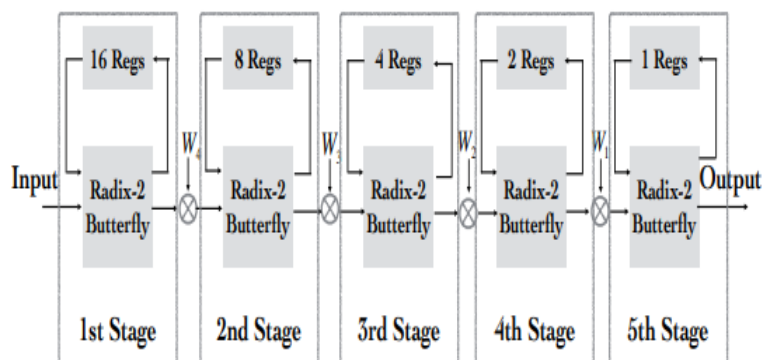 16 Regs
8 Regs
4 Regs
2 Regs
1 Regs
W4
W3
W2
W1
Input
Radix-2
Butterfly
Radix-2
Butterfly
Radix-2
Butterfly
Radix-2
Butterfly
Radix-2
Butterfly
Output
1st Stage
2nd Stage
3rd Stage
4th Stage
5th Stage